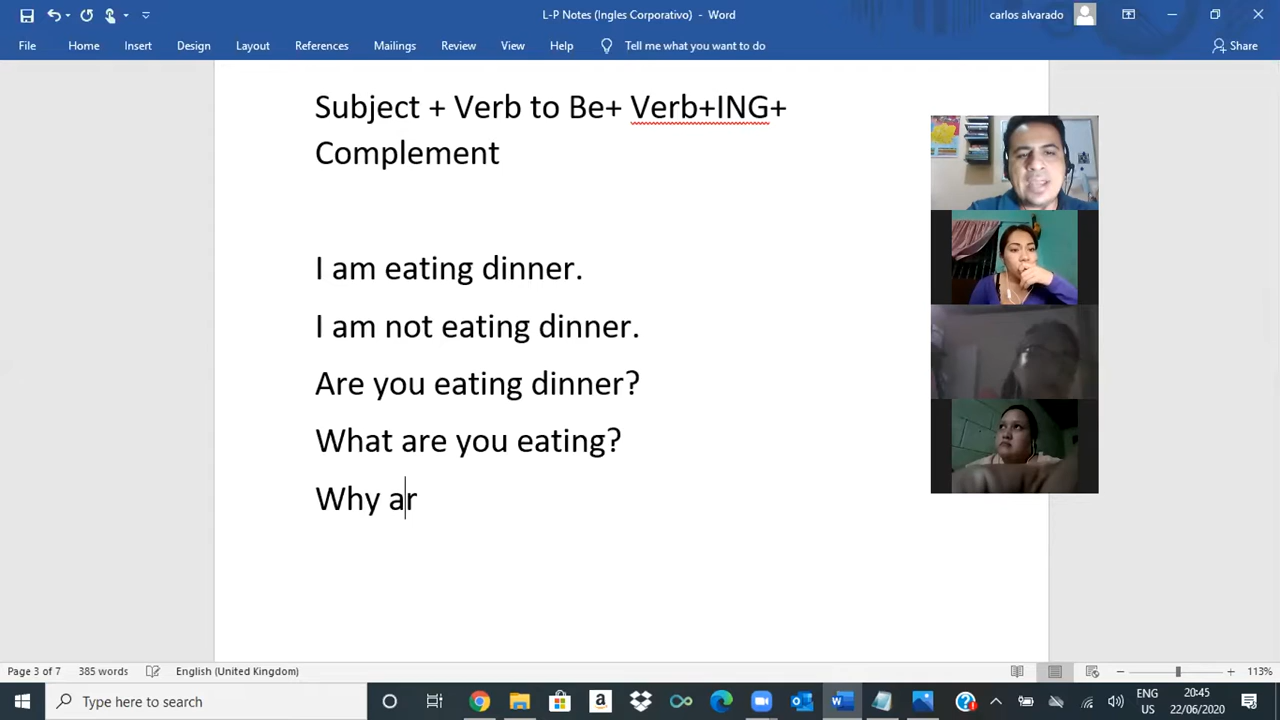 L-P Notes (Ingles Corporativo) - Word
carlos alvarado
File Home Insert Design Layout References Mailings Review View Help Tell me what you want to do Share
Subject + Verb to Be+ Verb+ING+
Complement
I am eating dinner.
I am not eating dinner.
Are you eating dinner?
What are you eating?
Why ar
Page 3 of 7 385 words English (United Kingdom) 113%
Type here to search
ENG 20:45
US 22/06/2020